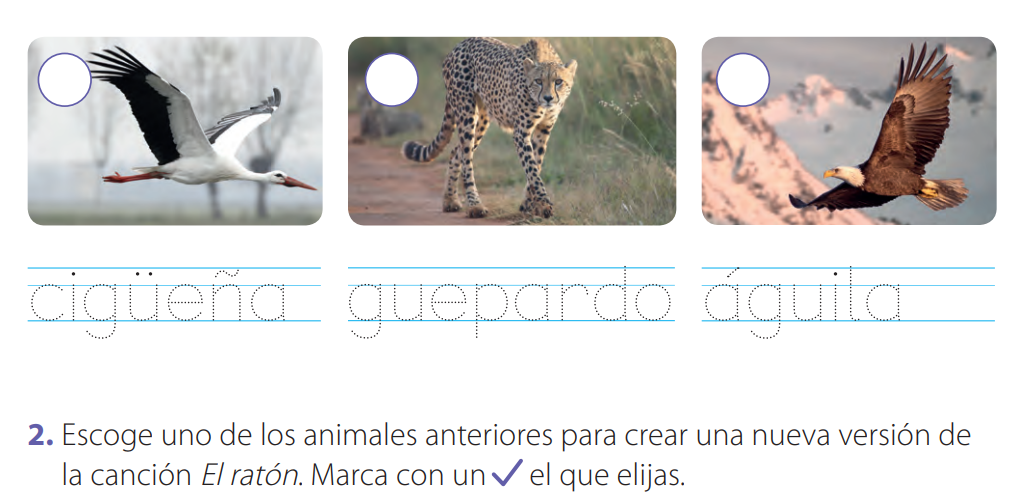 cigüeña guepardo águila
2. Escoge uno de los animales anteriores para crear una nueva versión de
la canción El ratón. Marca con un ✓ el que elijas.